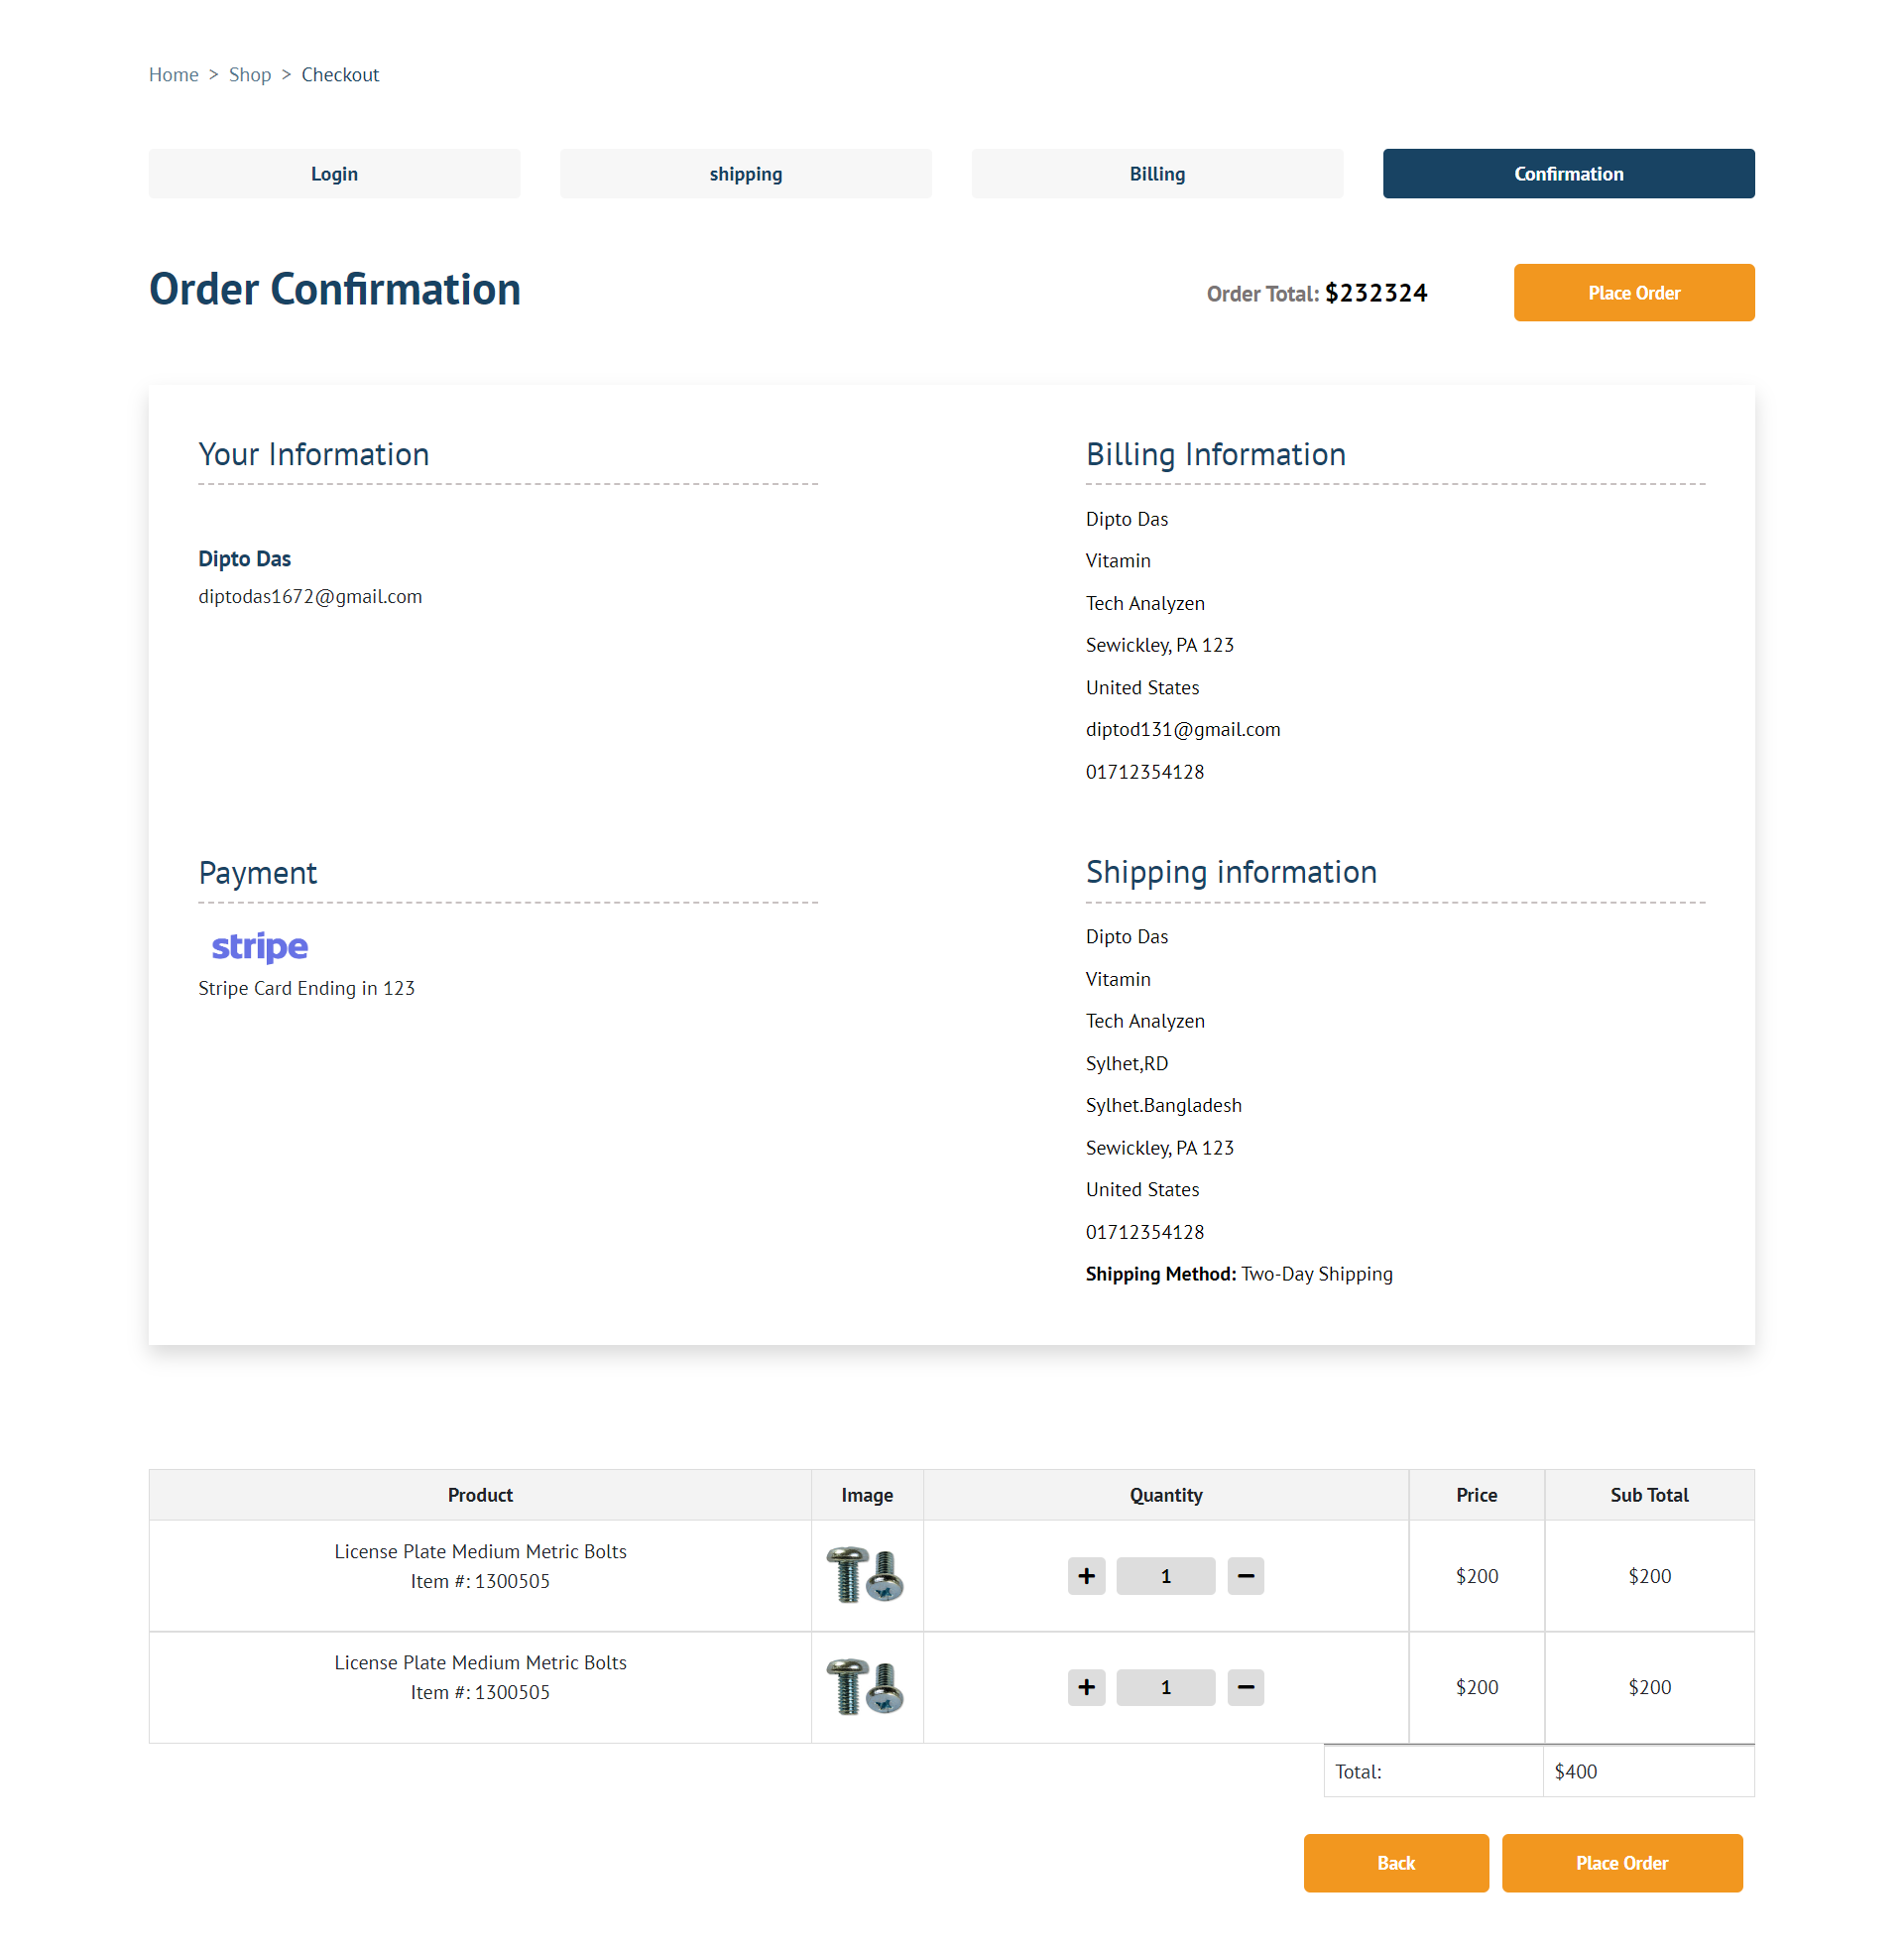 Home > Shop > Checkout
Login
shipping
Billing
Confirmation
Order Confirmation
Order Total: $232324
Place Order
Your Information
Dipto Das
diptodas1672@gmail.com
Billing Information
Dipto Das
Vitamin
Tech Analyzen
Sewickley, PA 123
United States
diptod131@gmail.com
01712354128
Payment
stripe
Stripe Card Ending in 123
Shipping information
Dipto Das
Vitamin
Tech Analyzen
Sylhet,RD
Sylhet.Bangladesh
Sewickley, PA 123
United States
01712354128
Shipping Method: Two-Day Shipping
Product Image Quantity Price Sub Total
License Plate Medium Metric Bolts
Item #: 1300505
+ 1 − $200 $200
License Plate Medium Metric Bolts
Item #: 1300505
+ 1 − $200 $200
Total: $400
Back
Place Order